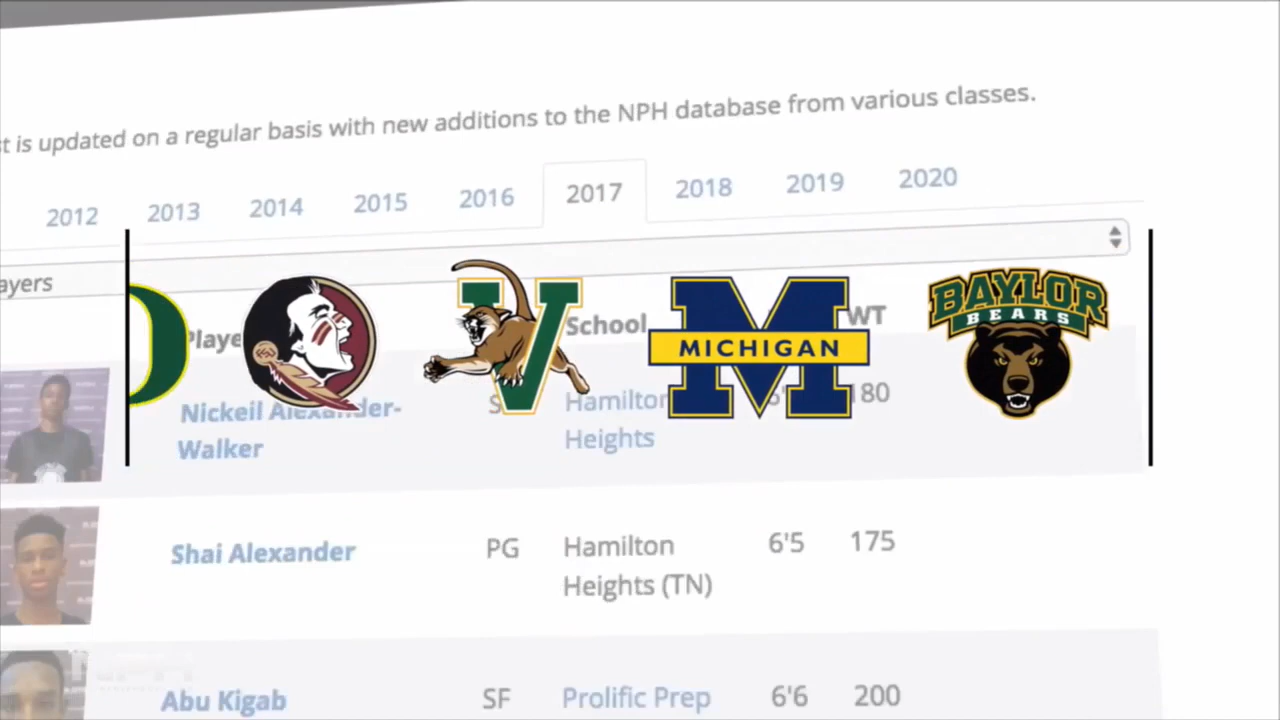 st is updated on a regular basis with new additions to the NPH database from various classes.
2012 2013 2014 2015 2016 2017 2018 2019 2020
ayers
School WT
BAYLOR
BEARS
MICHIGAN
Nickeil Alexander- Hamilton 180
Walker Heights
Shai Alexander PG Hamilton 6'5 175
Heights (TN)
Abu Kigab SF Prolific Prep 6'6 200